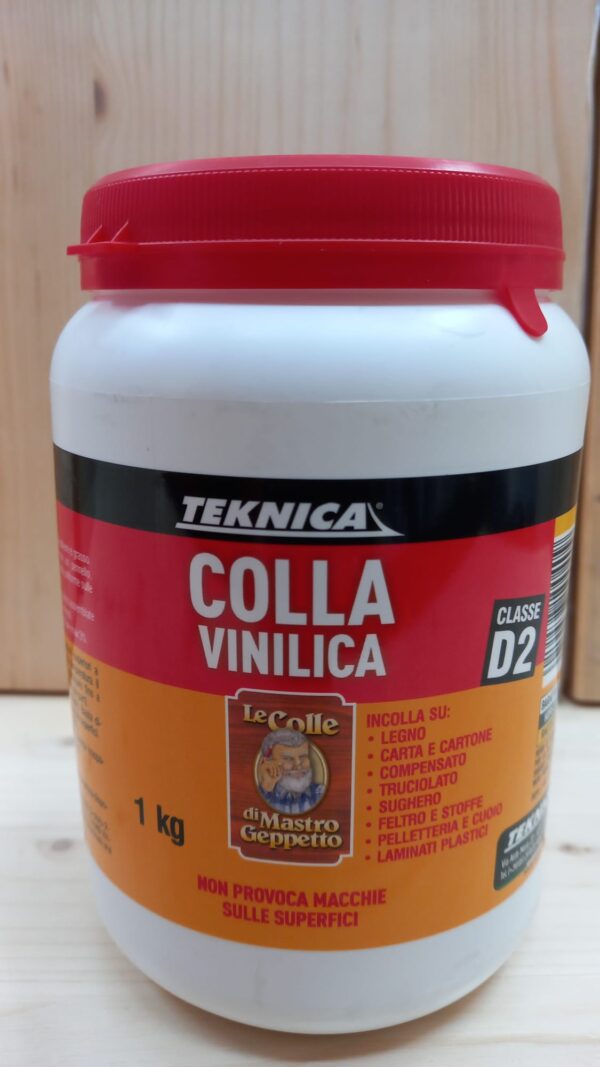 TEKNICA
COLLA
VINILICA
CLASSE
D2
Le Colle
di Mastro
Geppetto
INCOLLA SU:
• LEGNO
• CARTA E CARTONE
• COMPENSATO
• TRUCIOLATO
• SUGHERO
• FELTRO E STOFFE
• PELLETTERIA E CUOIO
• LAMINATI PLASTICI
1 kg
NON PROVOCA MACCHIE
SULLE SUPERFICI